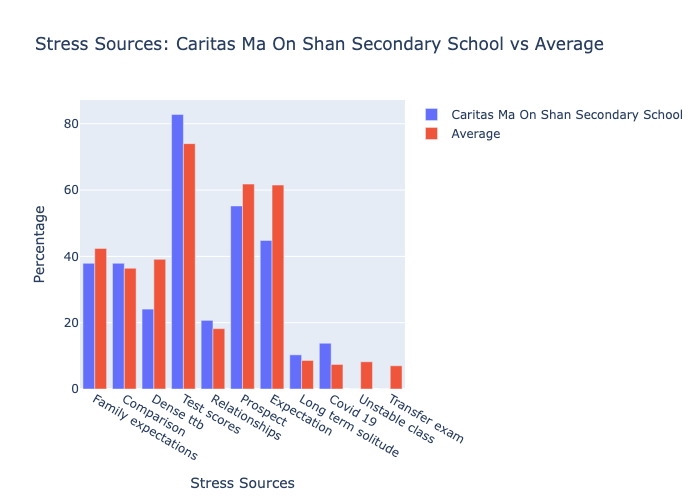 Stress Sources: Caritas Ma On Shan Secondary School vs Average
Caritas Ma On Shan Secondary School
Average
Percentage
80
60
40
20
0
Family expectations
Comparison
Dense ttb
Test scores
Relationships
Prospect
Expectation
Long term solitude
Covid 19
Unstable class
Transfer exam
Stress Sources